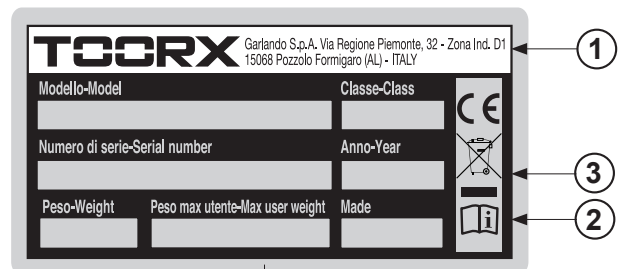 TOORX Garlando S.p.A. Via Regione Piemonte, 32 - Zona Ind. D1
15068 Pozzolo Formigaro (AL) - ITALY
1
Modello-Model Classe-Class
CE
Numero di serie-Serial number Anno-Year
3
Peso-Weight Peso max utente-Max user weight Made
i
2